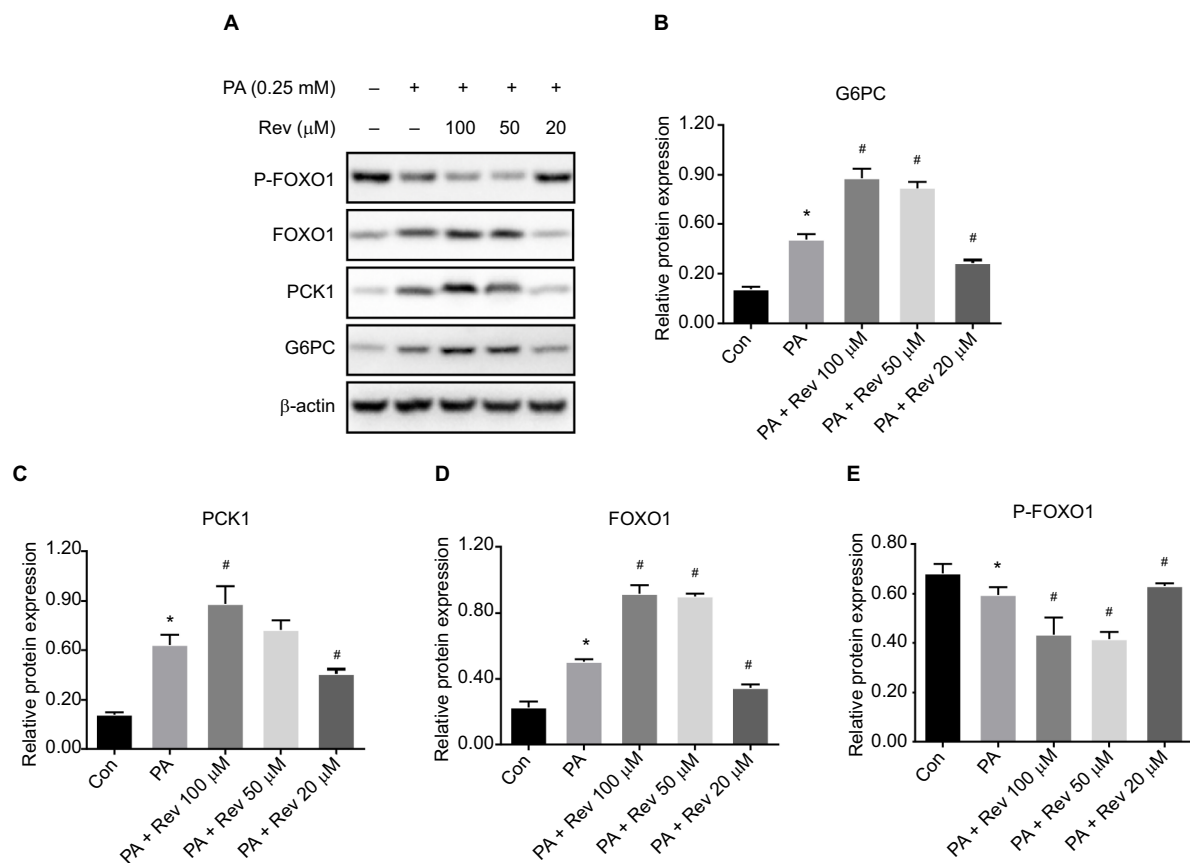 A
PA (0.25 mM) – + + + +
Rev (μM) – – 100 50 20
P-FOXO1
FOXO1
PCK1
G6PC
β-actin
B
G6PC
Relative protein expression
1.20
0.90
0.60
0.20
0.00
*
#
#
#
Con
PA
PA + Rev 100 μM
PA + Rev 50 μM
PA + Rev 20 μM
C
PCK1
Relative protein expression
1.20
0.90
0.60
0.20
0.00
*
#
#
Con
PA
PA + Rev 100 μM
PA + Rev 50 μM
PA + Rev 20 μM
D
FOXO1
Relative protein expression
1.20
0.80
0.40
0.00
*
#
#
#
Con
PA
PA + Rev 100 μM
PA + Rev 50 μM
PA + Rev 20 μM
E
P-FOXO1
Relative protein expression
0.80
0.60
0.40
0.60
0.00
*
#
#
#
Con
PA
PA + Rev 100 μM
PA + Rev 50 μM
PA + Rev 20 μM